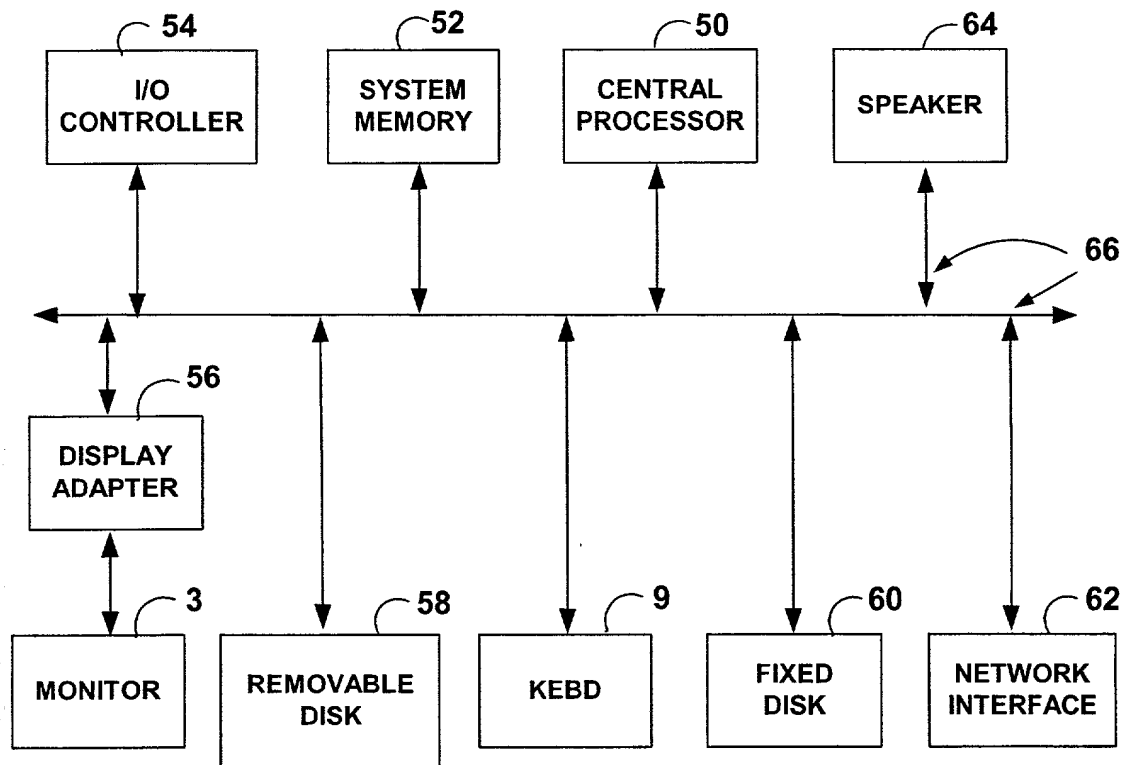 54
52
50
64
I/O
CONTROLLER
SYSTEM
MEMORY
CENTRAL
PROCESSOR
SPEAKER
66
56
DISPLAY
ADAPTER
3
58
9
60
62
MONITOR
REMOVABLE
DISK
KEBD
FIXED
DISK
NETWORK
INTERFACE